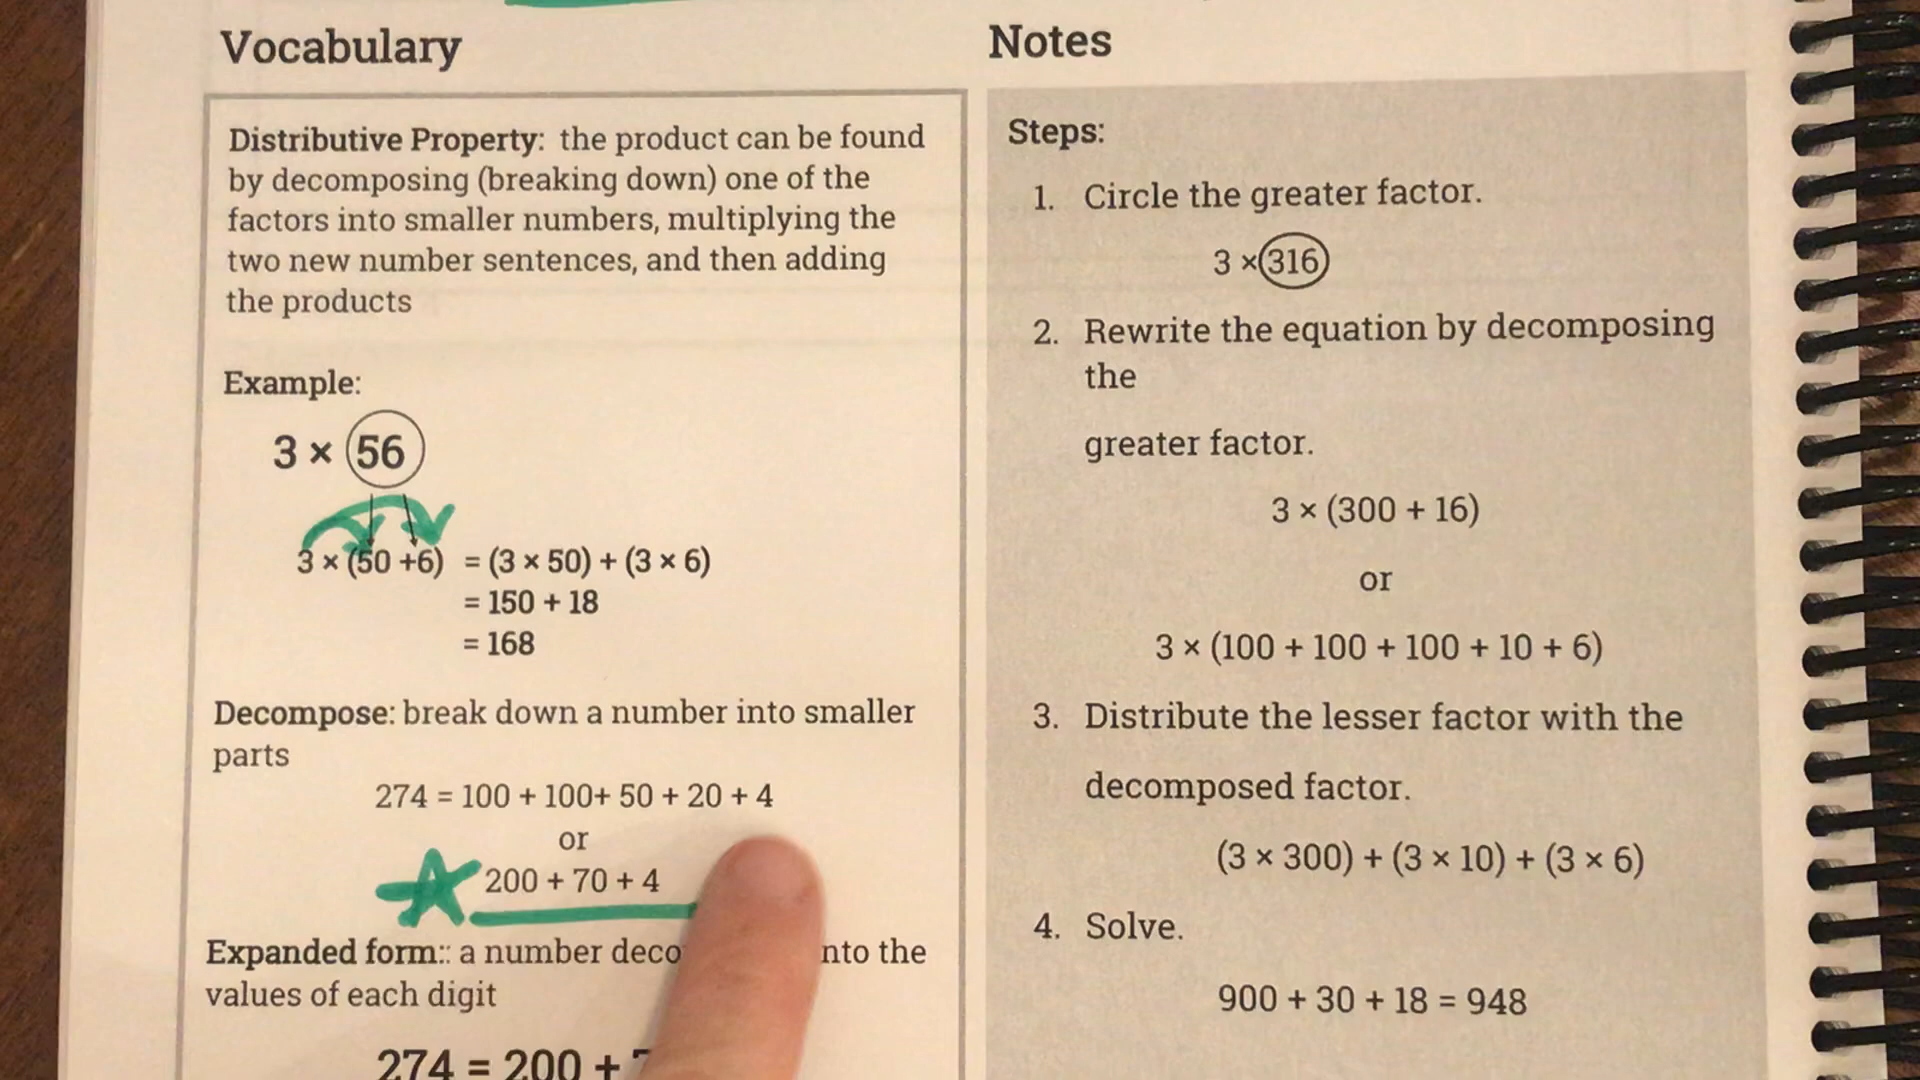 Vocabulary
Distributive Property: the product can be found
by decomposing (breaking down) one of the
factors into smaller numbers, multiplying the
two new number sentences, and then adding
the products
Example:
3 × 56
3 × (50 +6) = (3 × 50) + (3 × 6)
= 150 + 18
= 168
Decompose: break down a number into smaller
parts
274 = 100 + 100+ 50 + 20 + 4
or
200 + 70 + 4
Expanded form:: a number into the
values of each digit
274 = 200 +
Notes
Steps:
1. Circle the greater factor.
3 ×316
2. Rewrite the equation by decomposing
the
greater factor.
3 × (300 + 16)
or
3 × (100 + 100 + 100 + 10 + 6)
3. Distribute the lesser factor with the
decomposed factor.
(3 × 300) + (3 × 10) + (3 × 6)
4. Solve.
900 + 30 + 18 = 948